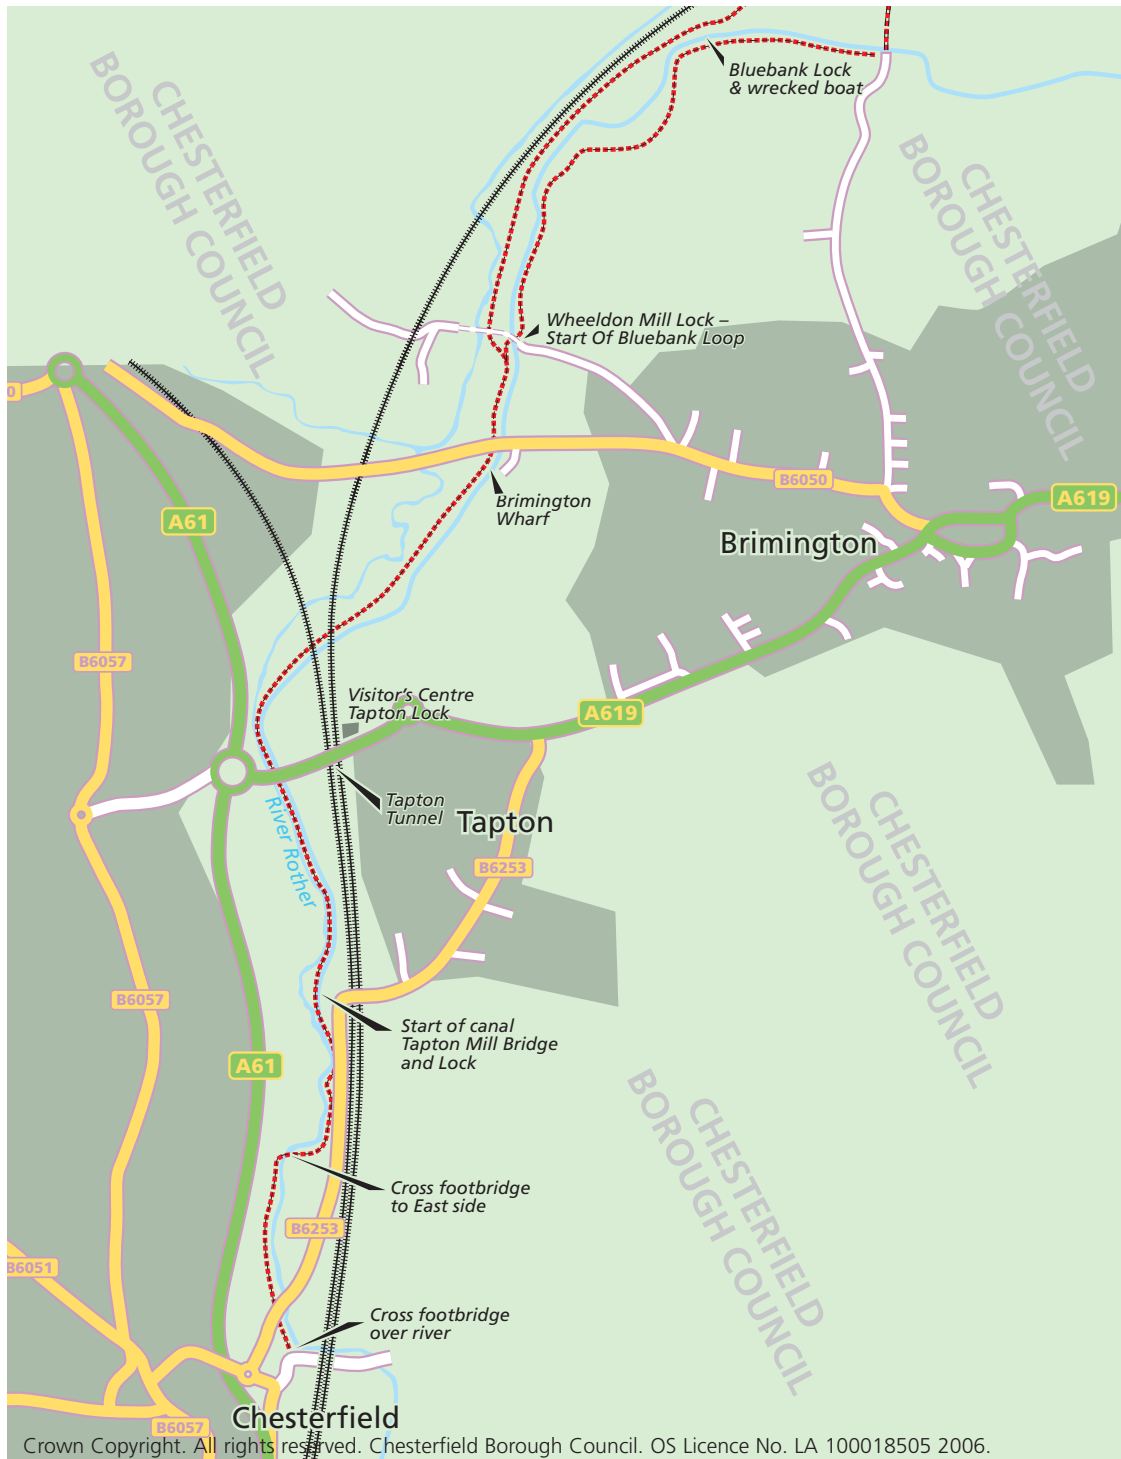 Bluebank Lock
& wrecked boat
CHESTERFIELD
BOROUGH COUNCIL
CHESTERFIELD
BOROUGH COUNCIL
Wheeldon Mill Lock –
Start Of Bluebank Loop
0
B6050
A619
A61
Brimington
Wharf
Brimington
B6057
Visitor's Centre
Tapton Lock
A619
Tapton
Tunnel
Tapton
River Rother
CHESTERFIELD
BOROUGH COUNCIL
B6253
B6057
Start of canal
Tapton Mill Bridge
and Lock
A61
CHESTERFIELD
BOROUGH COUNCIL
Cross footbridge
to East side
B6253
B6051
Cross footbridge
over river
Chesterfield
B6057
Crown Copyright. All rights reserved. Chesterfield Borough Council. OS Licence No. LA 100018505 2006.